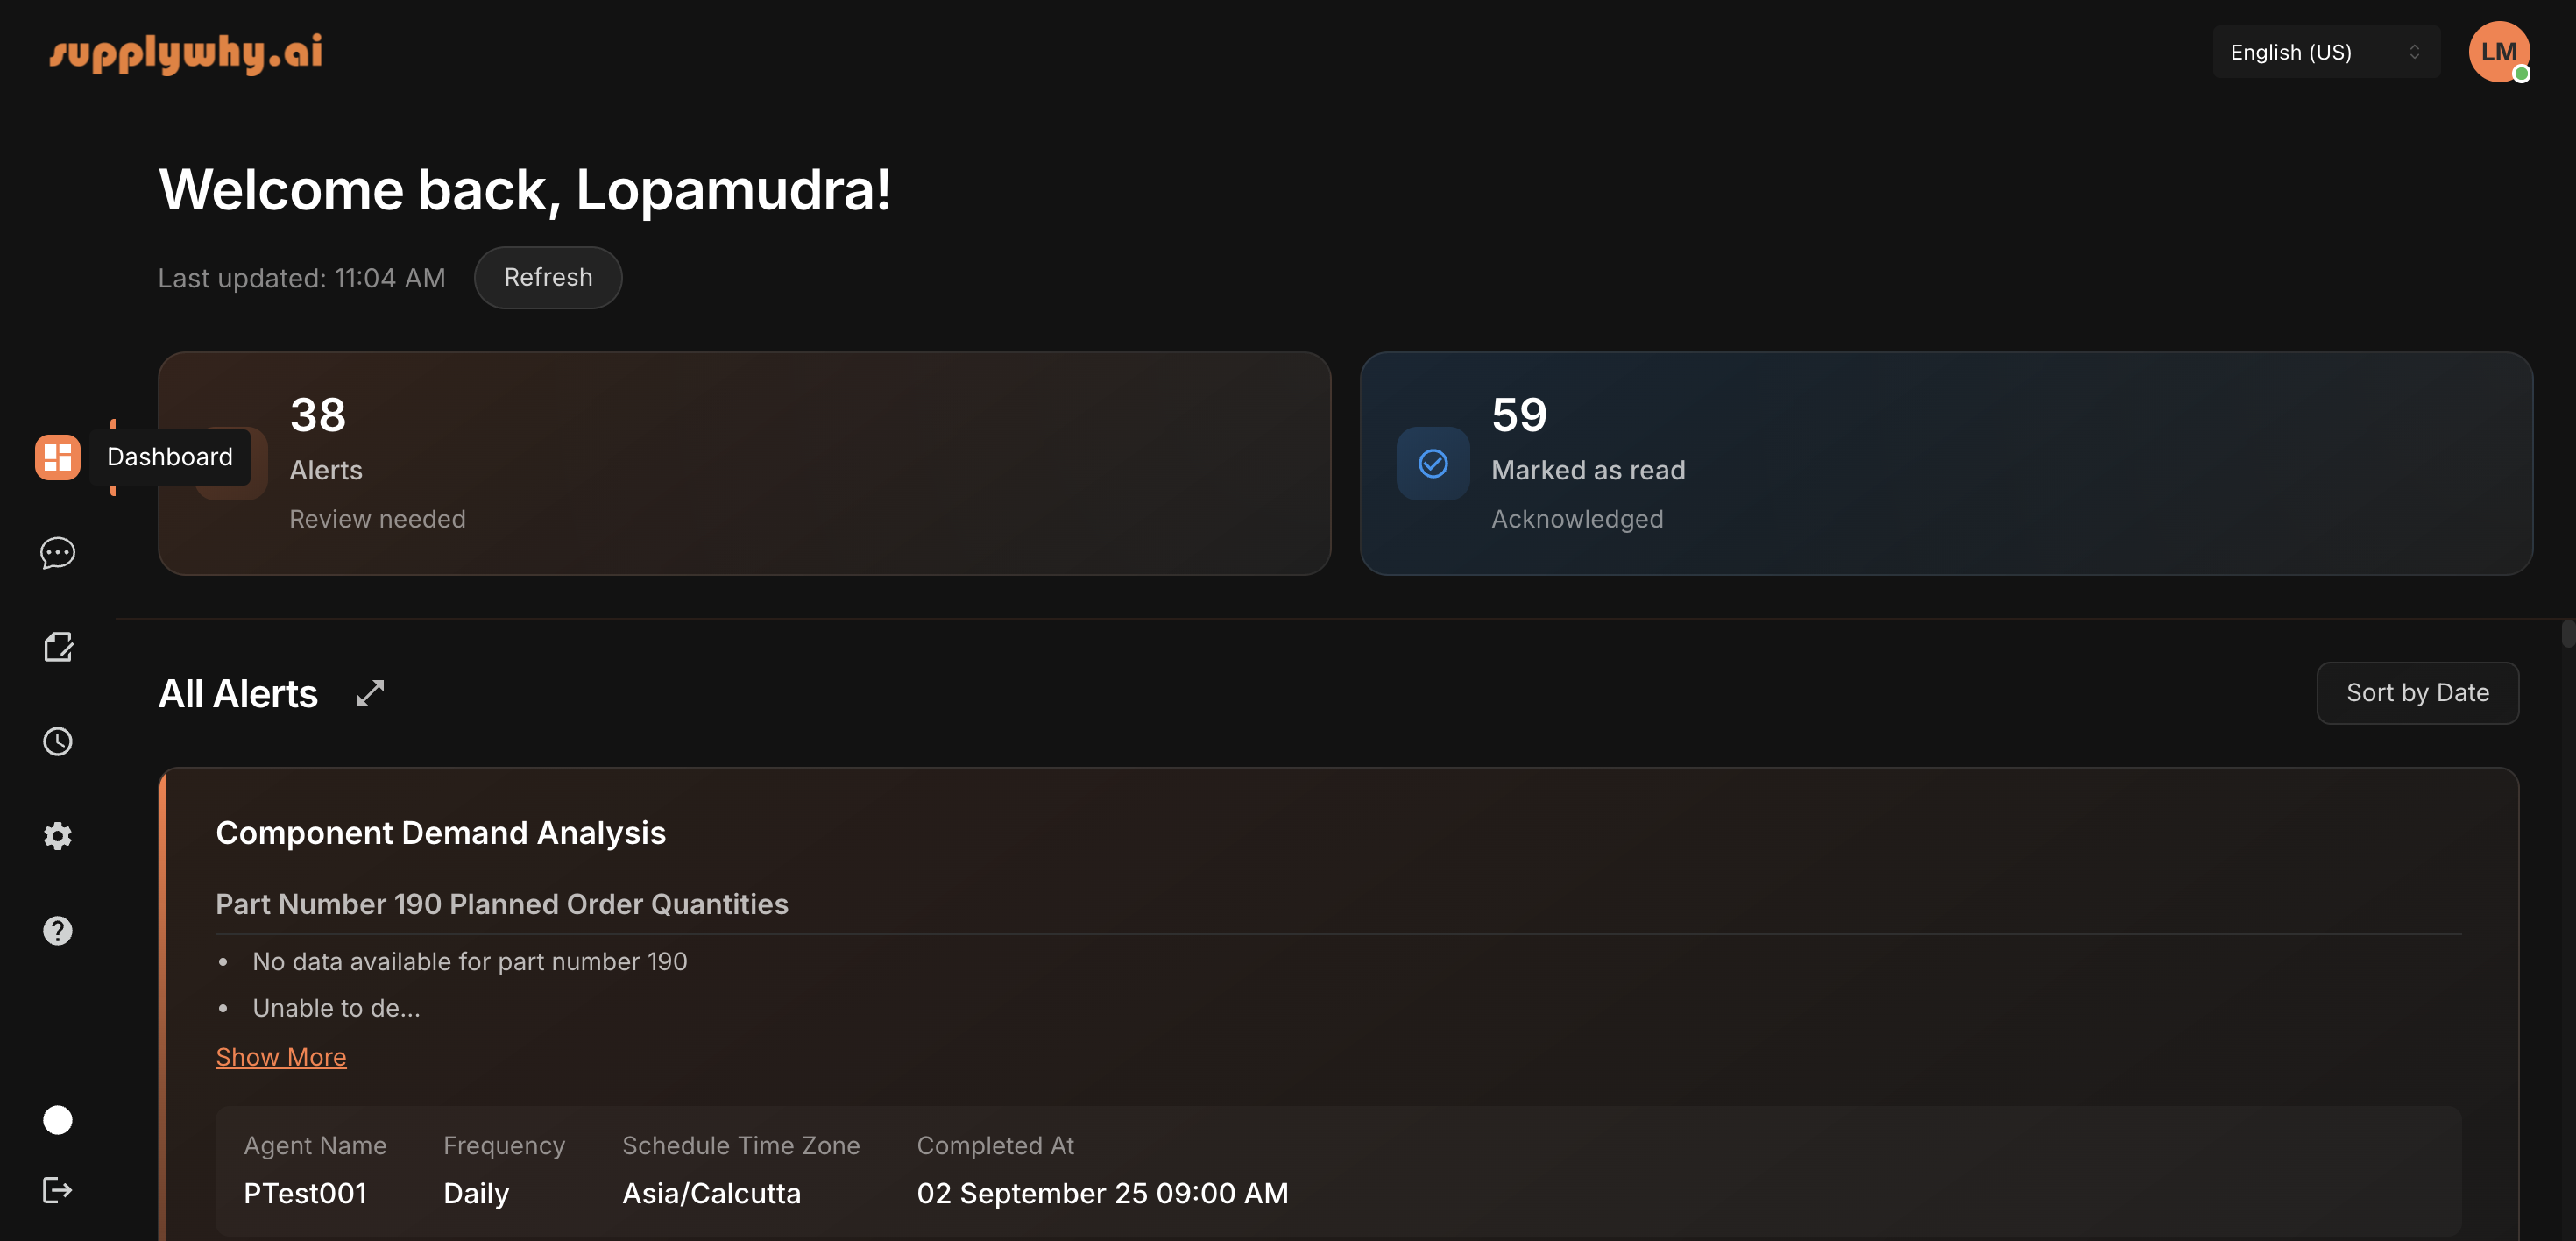 supplywhy.ai
English (US)
LM
Welcome back, Lopamudra!
Last updated: 11:04 AM
Refresh
38
Alerts
Review needed
59
Marked as read
Acknowledged
Dashboard
All Alerts
Sort by Date
Component Demand Analysis
Part Number 190 Planned Order Quantities
• No data available for part number 190
• Unable to de...
Show More
Agent Name Frequency Schedule Time Zone Completed At
PTest001 Daily Asia/Calcutta 02 September 25 09:00 AM